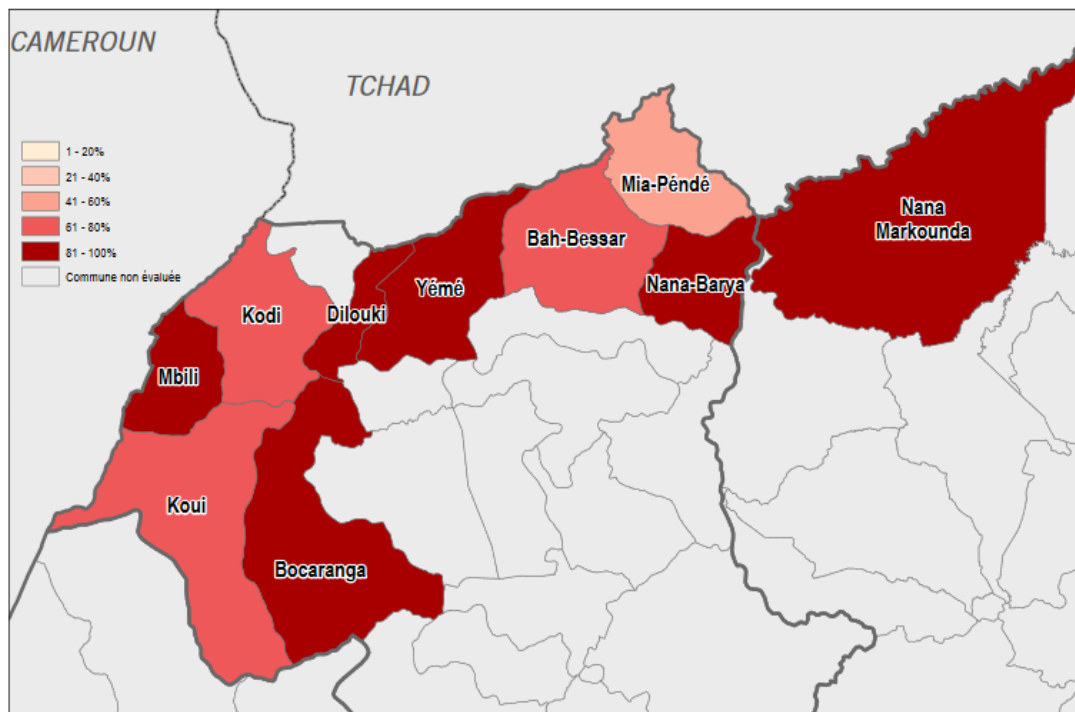 CAMEROUN
TCHAD
1 - 20%
21 - 40%
41 - 60%
61 - 80%
81 - 100%
Commune non évaluée
Mia-Péndé
Nana
Markounda
Bah-Bessar
Nana-Barya
Yémé
Dilouki
Kodi
Mbili
Koui
Bocaranga